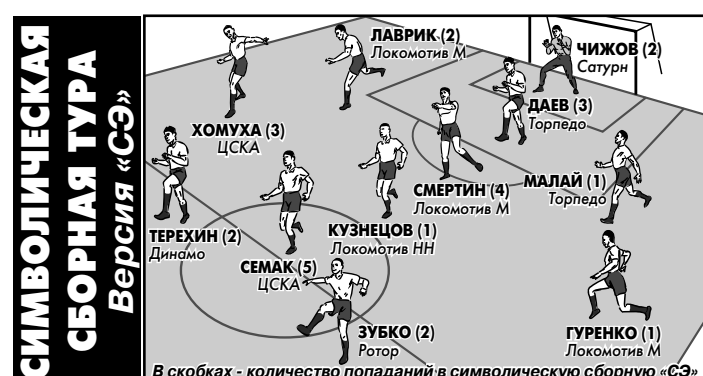 СИМВОЛИЧЕСКАЯ
СБОРНАЯ ТУРА
Версия «СЭ»
ЛАВРИК (2)
Локомотив М
ЧИЖОВ (2)
Сатурн
ДАЕВ (3)
Торпедо
ХОМУХА (3)
ЦСКА
СМЕРТИН (4)
Локомотив М
МАЛАЙ (1)
Торпедо
ТЕРЕХИН (2)
Динамо
КУЗНЕЦОВ (1)
Локомотив НН
СЕМАК (5)
ЦСКА
ЗУБКО (2)
Ротор
ГУРЕНКО (1)
Локомотив М
В скобках - количество попаданий в символическую сборную «СЭ»